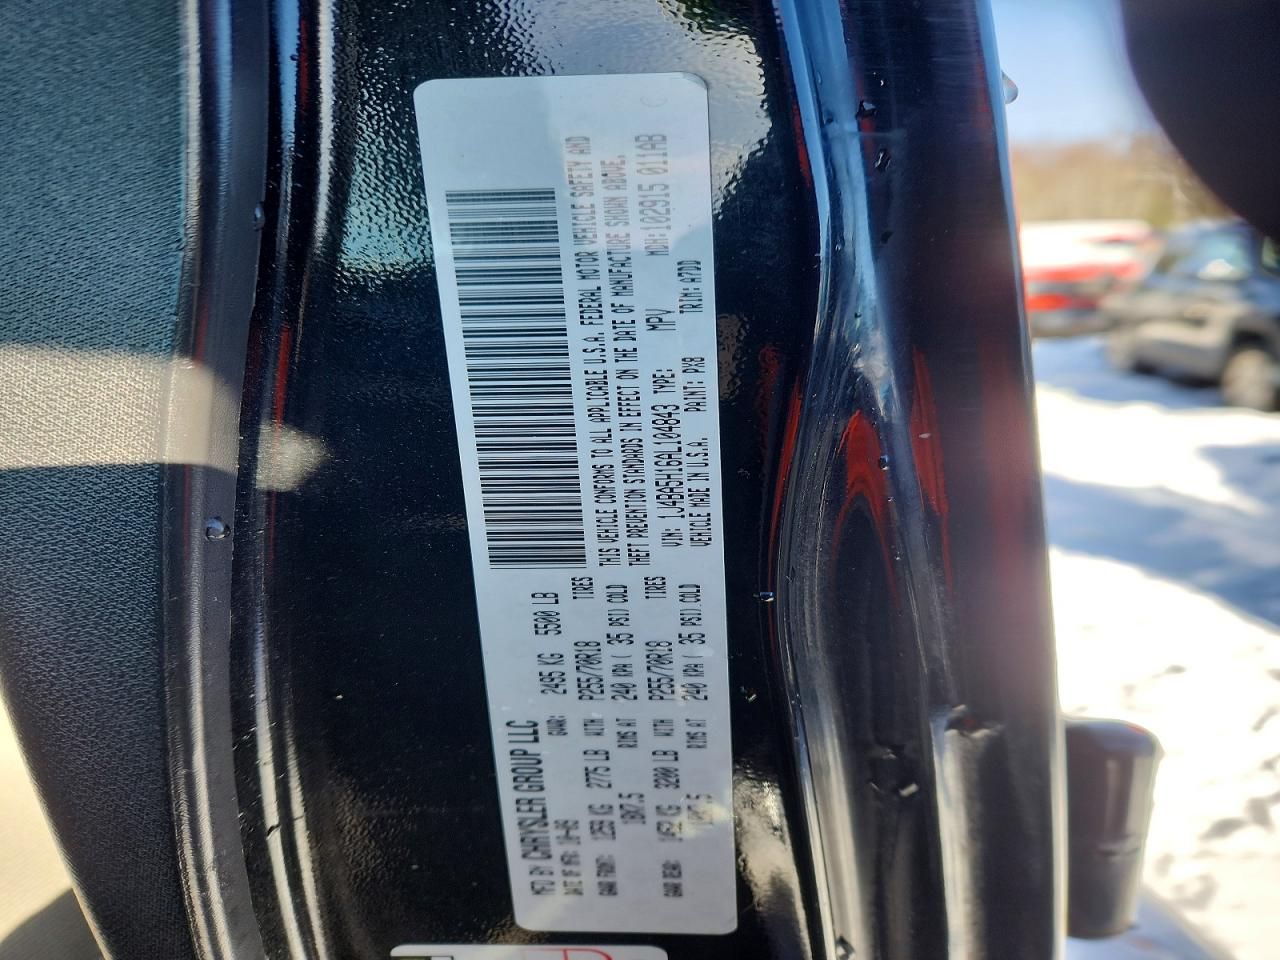 MFD BY CHRYSLER GROUP LLC
DATE OF MFR: 10-09 GVWR: 2495 KG 5500 LB
GAWR FRONT: 1259 KG 2775 LB WITH P255/70R18 TIRES
18X7.5 RIMS AT 240 KPA ( 35 PSI) COLD
GAWR REAR: 1452 KG 3200 LB WITH P255/70R18 TIRES
18X7.5 RIMS AT 240 KPA ( 35 PSI) COLD
THIS VEHICLE CONFORMS TO ALL APPLICABLE U.S.A. FEDERAL MOTOR VEHICLE SAFETY AND
THEFT PREVENTION STANDARDS IN EFFECT ON THE DATE OF MANUFACTURE SHOWN ABOVE.
VIN: 1J4BA5H16AL104843 TYPE: MPV MDH:102915 011AB
VEHICLE MADE IN U.S.A. PAINT: PX8 TRIM: A7DD
C